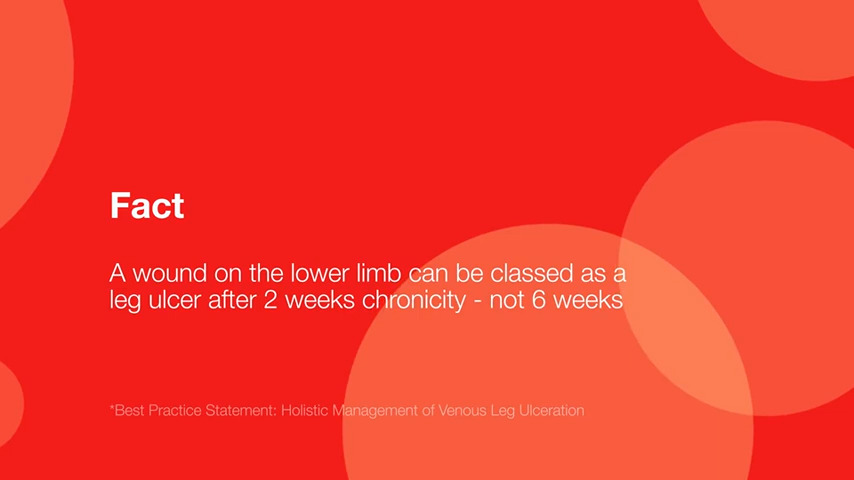 Fact
A wound on the lower limb can be classed as a
leg ulcer after 2 weeks chronicity - not 6 weeks
*Best Practice Statement: Holistic Management of Venous Leg Ulceration